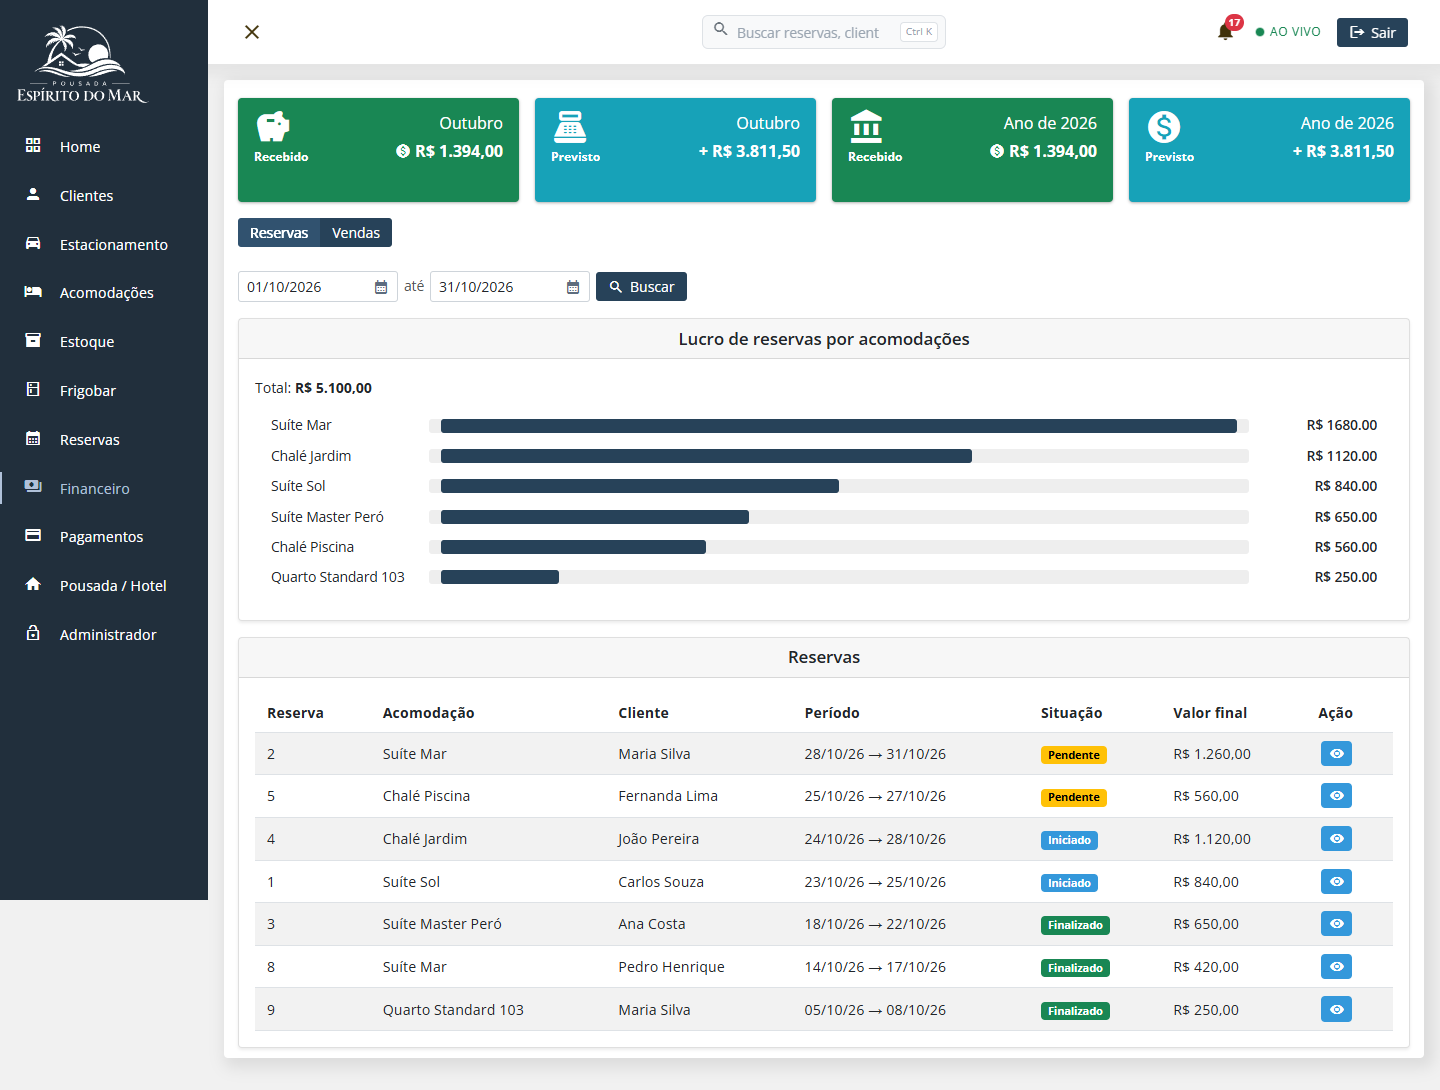 POUSADA
ESPÍRITO DO MAR
Home
Clientes
Estacionamento
Acomodações
Estoque
Frigobar
Reservas
Financeiro
Pagamentos
Pousada / Hotel
Administrador
Buscar reservas, client
Ctrl K
17
AO VIVO
Sair
Recebido
Outubro
R$ 1.394,00
Previsto
Outubro
+ R$ 3.811,50
Recebido
Ano de 2026
R$ 1.394,00
Previsto
Ano de 2026
+ R$ 3.811,50
Reservas Vendas
01/10/2026 até 31/10/2026 Buscar
Lucro de reservas por acomodações
Total: R$ 5.100,00
Suíte Mar R$ 1680.00
Chalé Jardim R$ 1120.00
Suíte Sol R$ 840.00
Suíte Master Peró R$ 650.00
Chalé Piscina R$ 560.00
Quarto Standard 103 R$ 250.00
Reservas
Reserva Acomodação Cliente Período Situação Valor final Ação
2 Suíte Mar Maria Silva 28/10/26 → 31/10/26 Pendente R$ 1.260,00
5 Chalé Piscina Fernanda Lima 25/10/26 → 27/10/26 Pendente R$ 560,00
4 Chalé Jardim João Pereira 24/10/26 → 28/10/26 Iniciado R$ 1.120,00
1 Suíte Sol Carlos Souza 23/10/26 → 25/10/26 Iniciado R$ 840,00
3 Suíte Master Peró Ana Costa 18/10/26 → 22/10/26 Finalizado R$ 650,00
8 Suíte Mar Pedro Henrique 14/10/26 → 17/10/26 Finalizado R$ 420,00
9 Quarto Standard 103 Maria Silva 05/10/26 → 08/10/26 Finalizado R$ 250,00